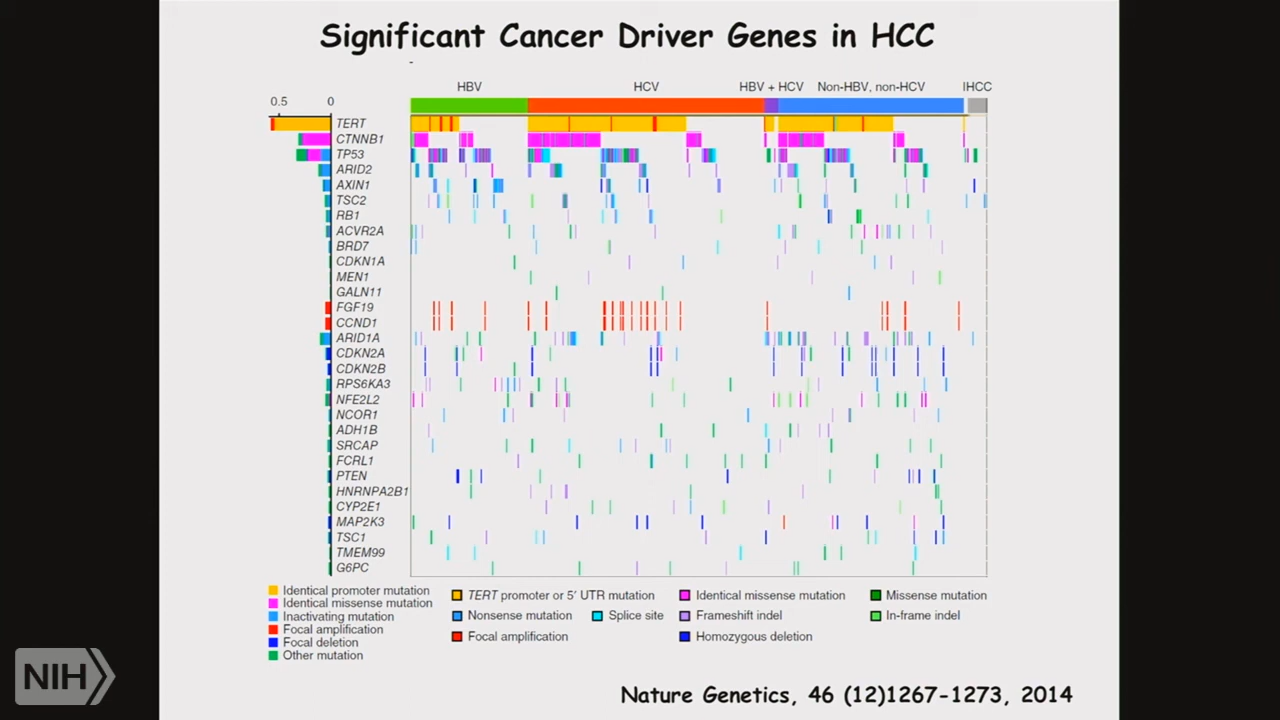 Significant Cancer Driver Genes in HCC
HBV HCV HBV + HCV Non-HBV, non-HCV IHCC
0.5 0
TERT
CTNNB1
TP53
ARID2
AXIN1
TSC2
RB1
ACVR2A
BRD7
CDKN1A
MEN1
GALN11
FGF19
CCND1
ARID1A
CDKN2A
CDKN2B
RPS6KA3
NFE2L2
NCOR1
ADH1B
SRCAP
FCRL1
PTEN
HNRNPA2B1
CYP2E1
MAP2K3
TSC1
TMEM99
G6PC
Identical promoter mutation
Identical missense mutation
Inactivating mutation
Focal amplification
Focal deletion
Other mutation
TERT promoter or 5′ UTR mutation Identical missense mutation Missense mutation
Nonsense mutation Splice site Frameshift indel In-frame indel
Focal amplification Homozygous deletion
NIH
Nature Genetics, 46 (12)1267-1273, 2014